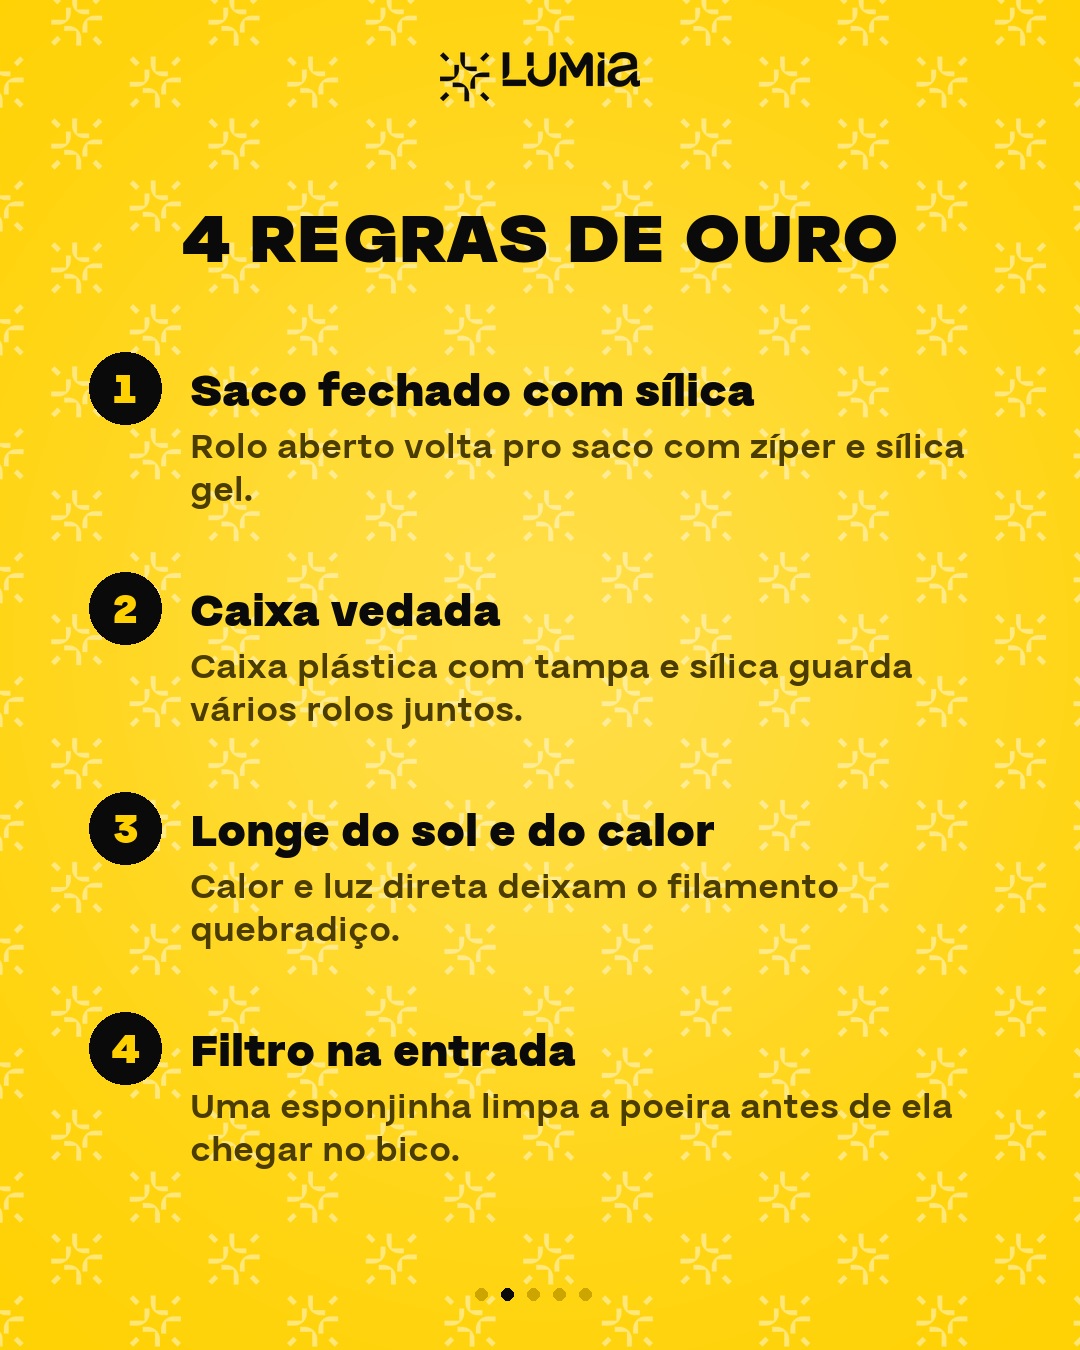 LUMia
4 REGRAS DE OURO
1
Saco fechado com sílica
Rolo aberto volta pro saco com zíper e sílica
gel.
2
Caixa vedada
Caixa plástica com tampa e sílica guarda
vários rolos juntos.
3
Longe do sol e do calor
Calor e luz direta deixam o filamento
quebradiço.
4
Filtro na entrada
Uma esponjinha limpa a poeira antes de ela
chegar no bico.